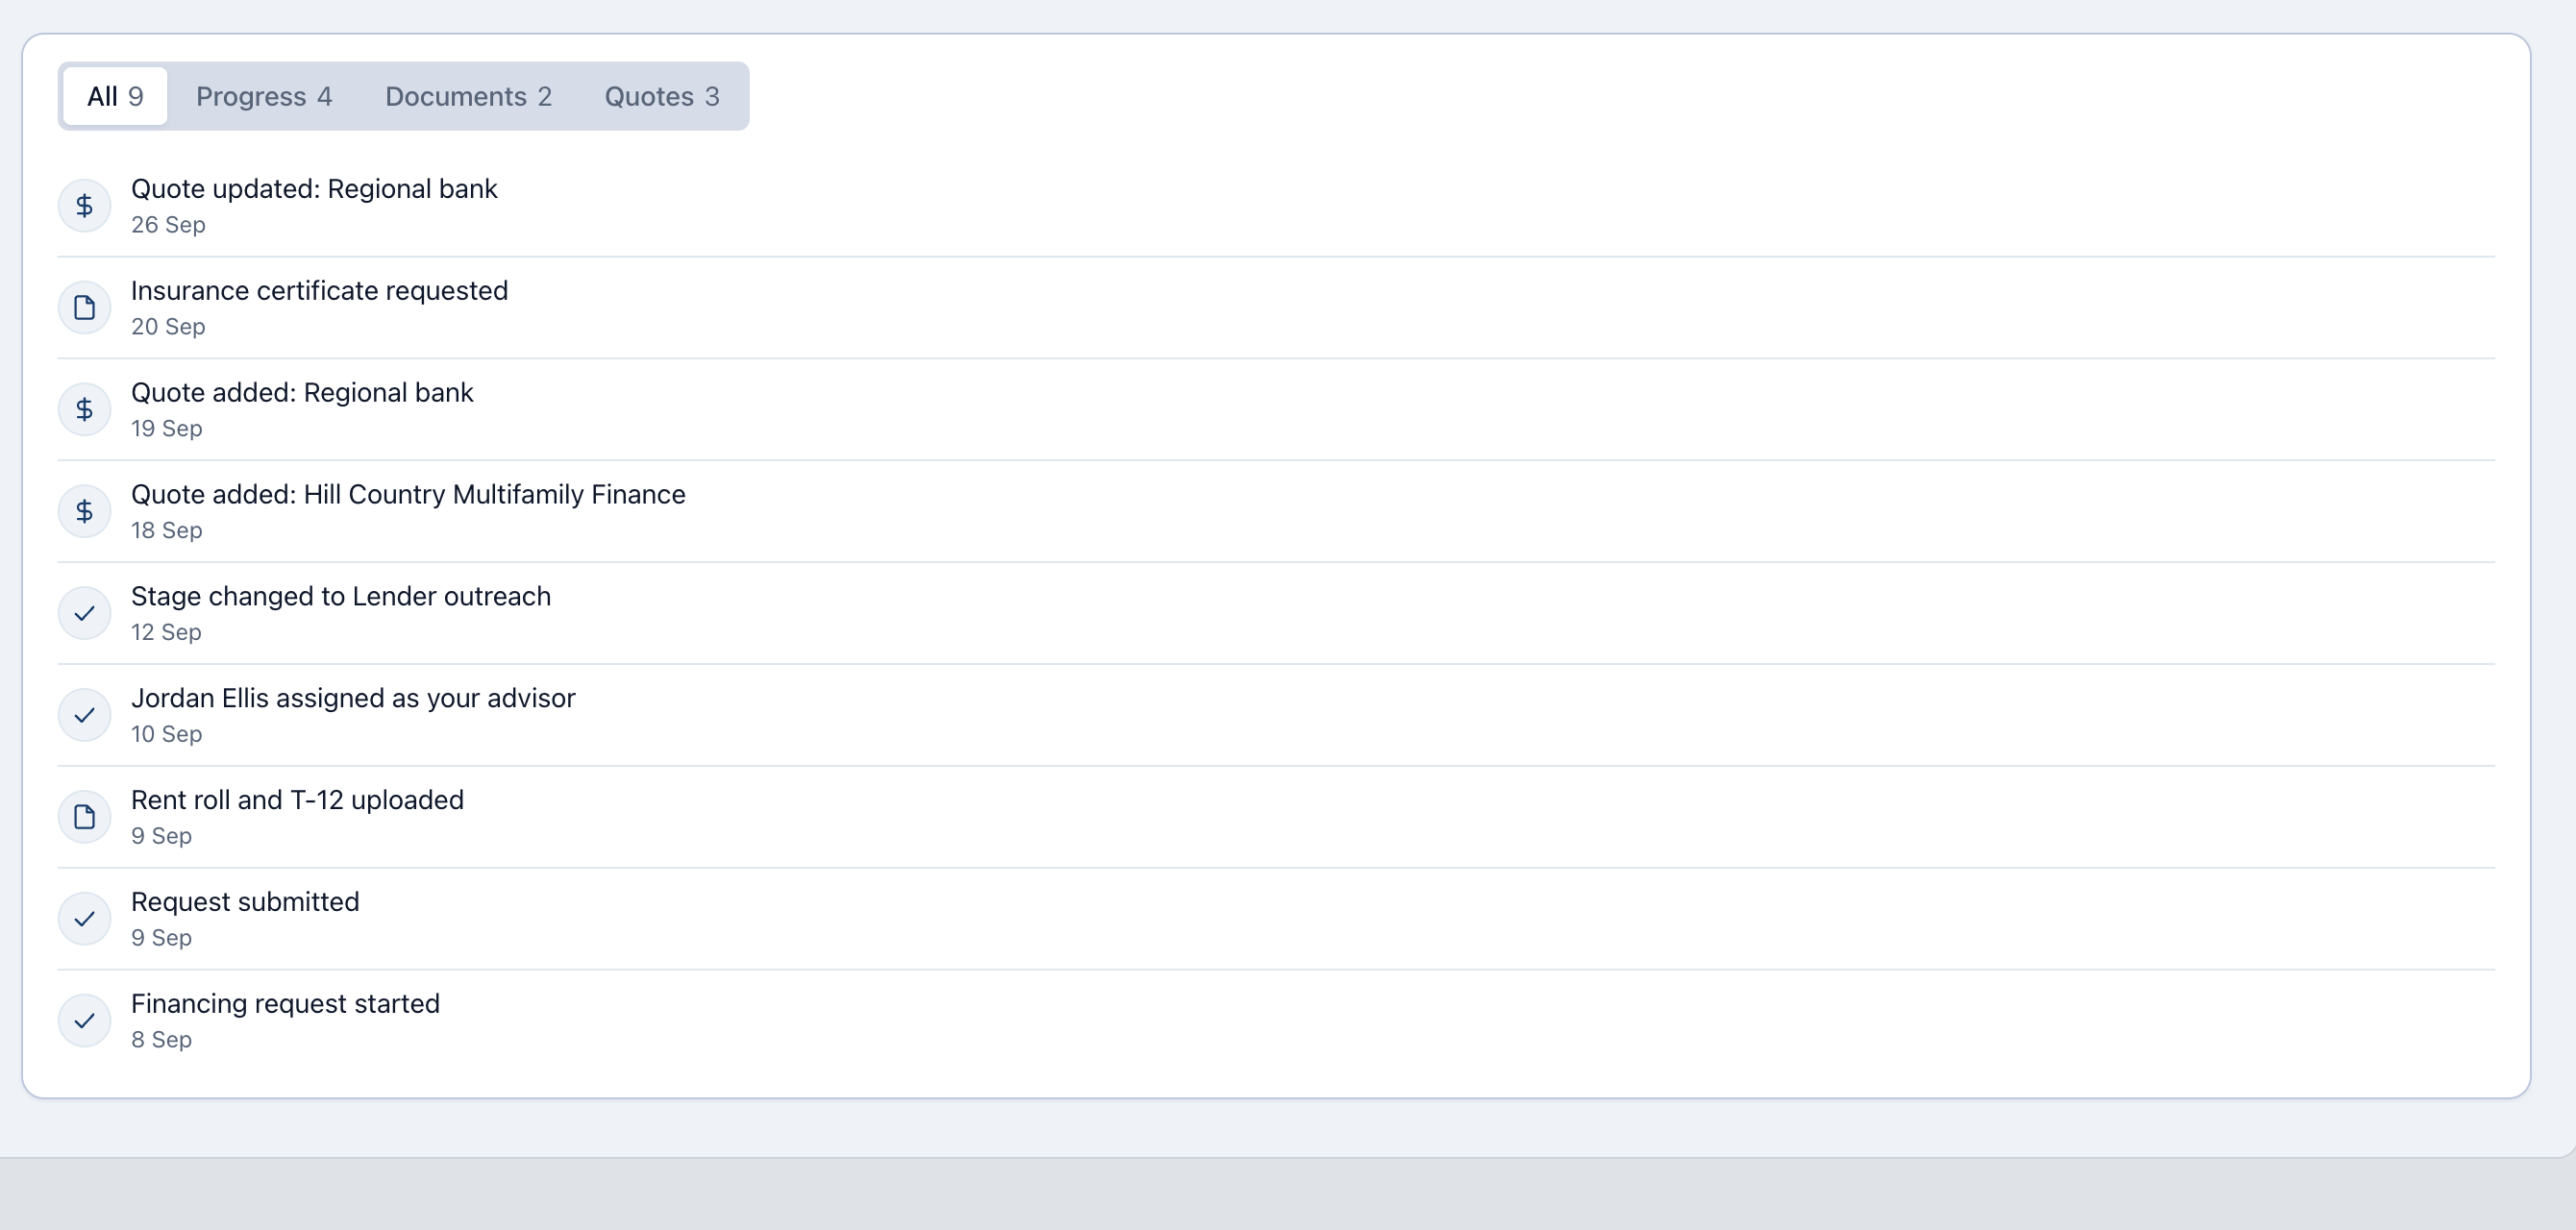 All 9 Progress 4 Documents 2 Quotes 3
Quote updated: Regional bank
26 Sep
Insurance certificate requested
20 Sep
Quote added: Regional bank
19 Sep
Quote added: Hill Country Multifamily Finance
18 Sep
Stage changed to Lender outreach
12 Sep
Jordan Ellis assigned as your advisor
10 Sep
Rent roll and T-12 uploaded
9 Sep
Request submitted
9 Sep
Financing request started
8 Sep